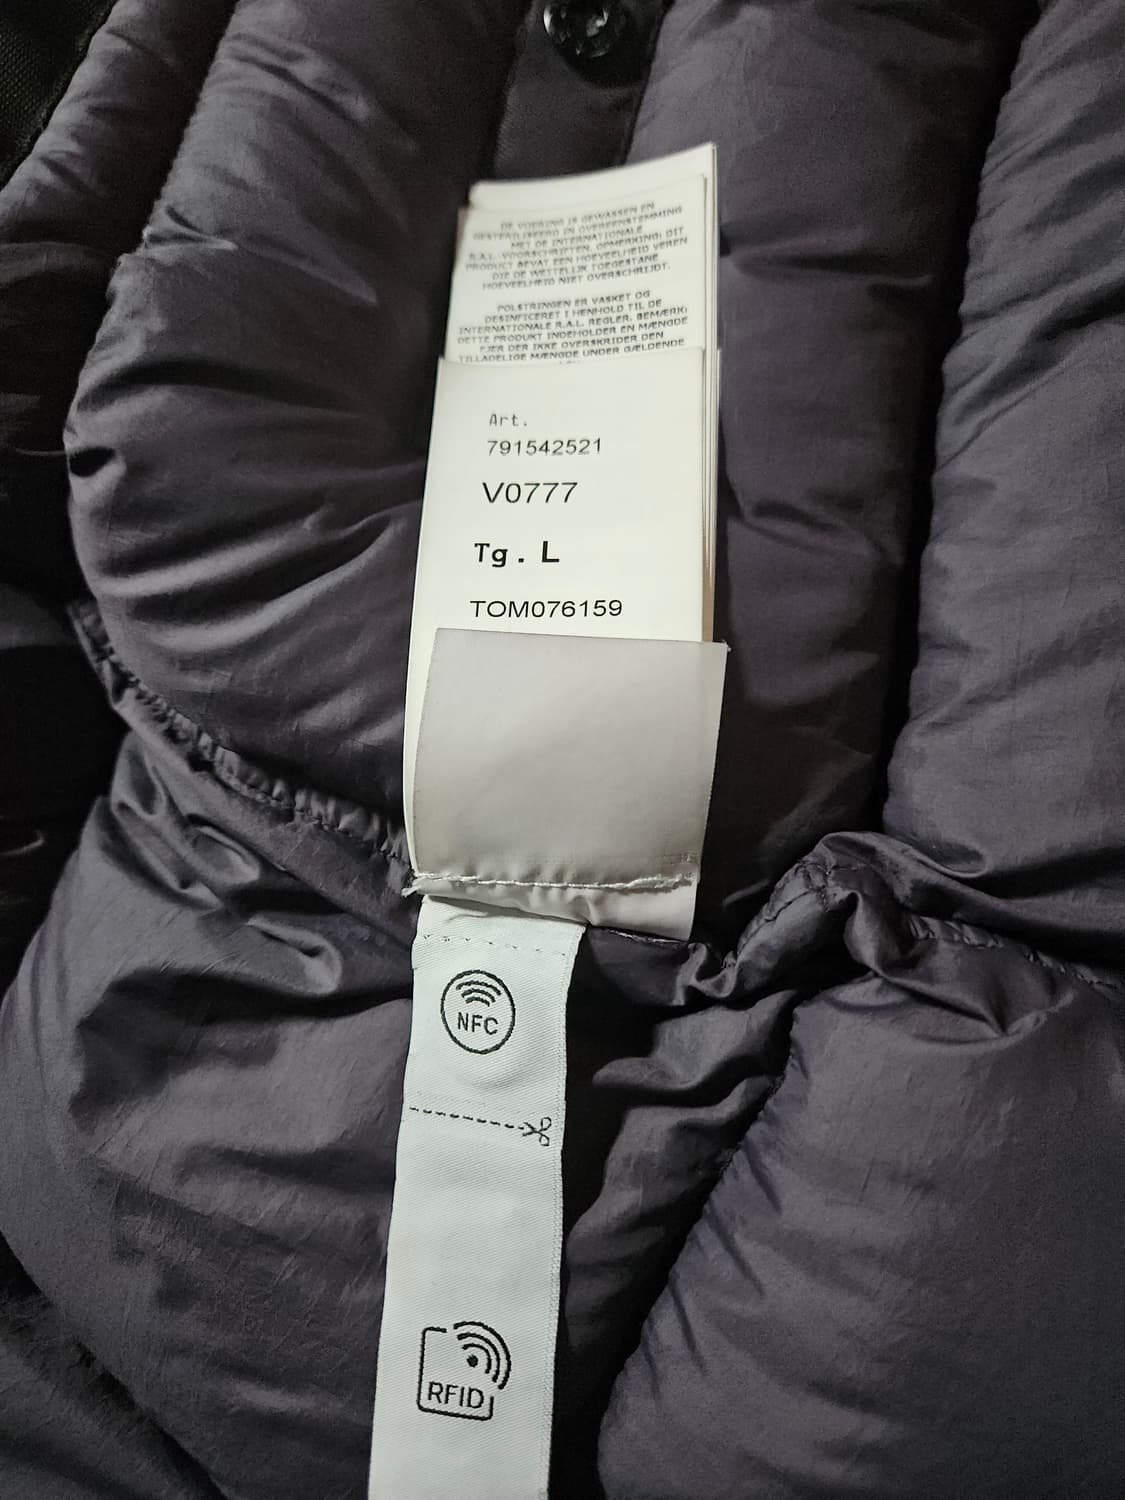 DE VOERING IS GEWASSEN EN
GESTERILISEERD IN OVEREENSTEMMING
MET DE INTERNATIONALE
R.A.L.-VOORSCHRIFTEN. OPMERKING: DIT
PRODUCT BEVAT EEN HOEVEELHEID VEREN
DIE DE WETTELIJK TOEGESTANE
HOEVEELHEID NIET OVERSCHRIJDT.
POLSTRINGEN ER VASKET OG
DESINFICERET I HENHOLD TIL DE
INTERNATIONALE R.A.L. REGLER. BEMÆRK:
DETTE PRODUKT INDEHOLDER EN MÆNGDE
FJER DER IKKE OVERSKRIDER DEN
TILLADELIGE MÆNGDE UNDER GÆLDENDE
Art.
791542521
V0777
Tg. L
TOM076159
NFC
RFID